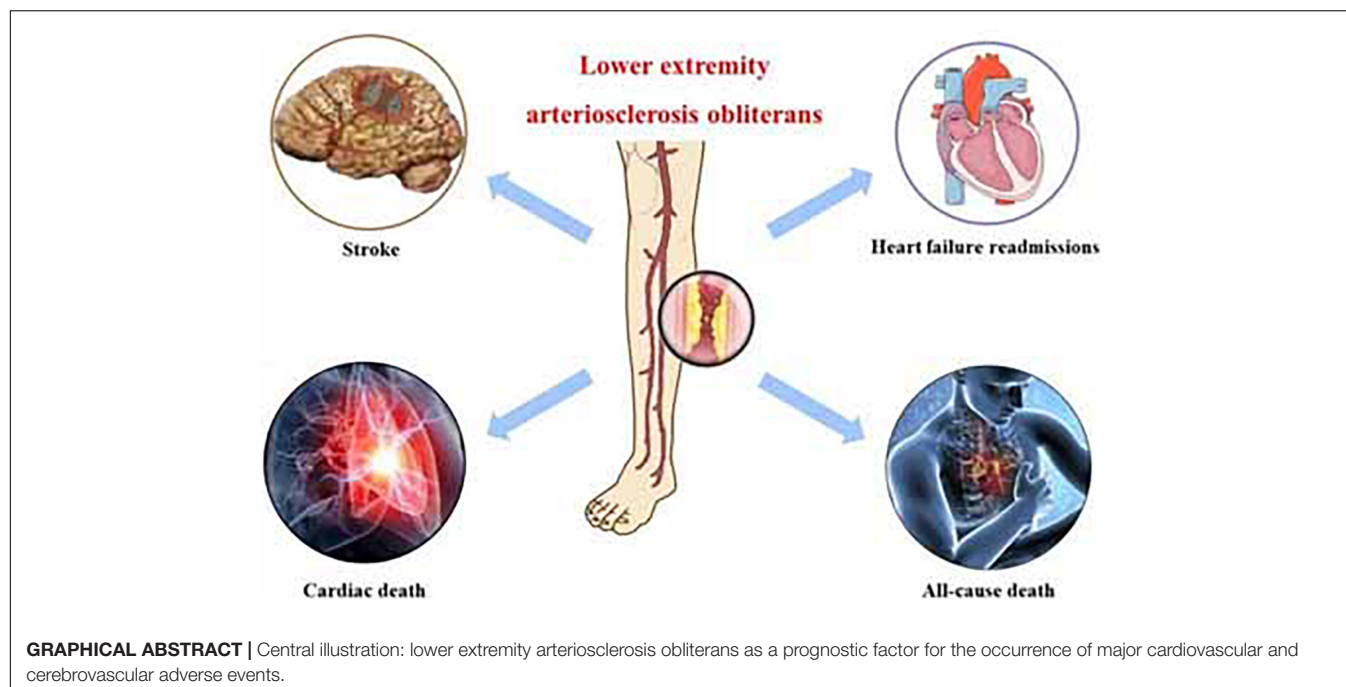 Lower extremity
arteriosclerosis obliterans
Stroke
Heart failure readmissions
Cardiac death
All-cause death
GRAPHICAL ABSTRACT | Central illustration: lower extremity arteriosclerosis obliterans as a prognostic factor for the occurrence of major cardiovascular and
cerebrovascular adverse events.